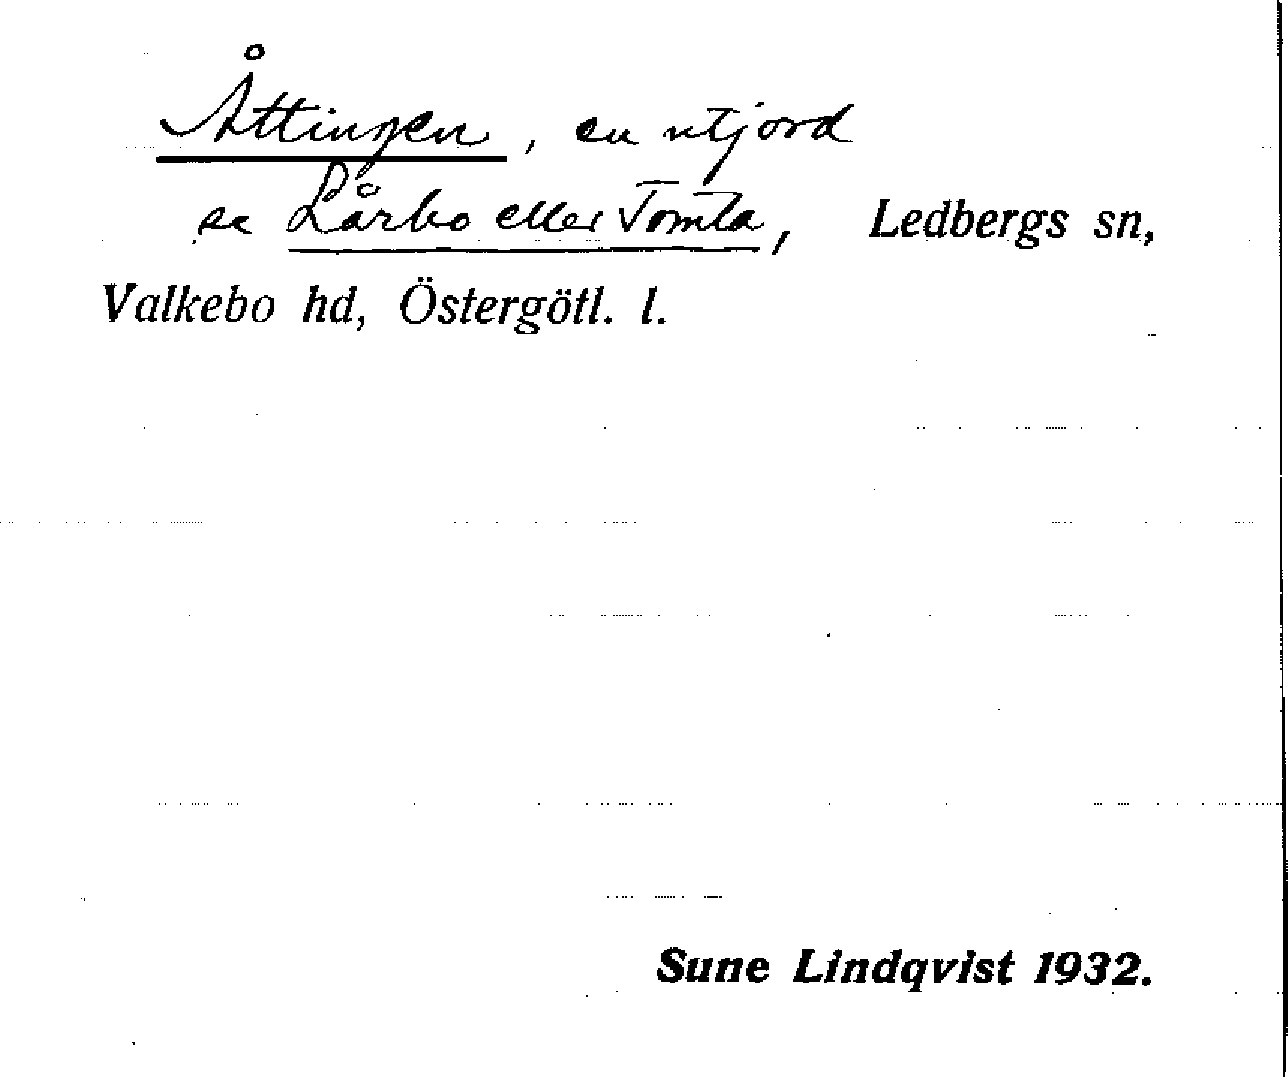 Åttingen, en utjord
se Lårbo eller Tomta, Ledbergs sn,
Valkebo hd, Östergötl. l.
Sune Lindqvist 1932.